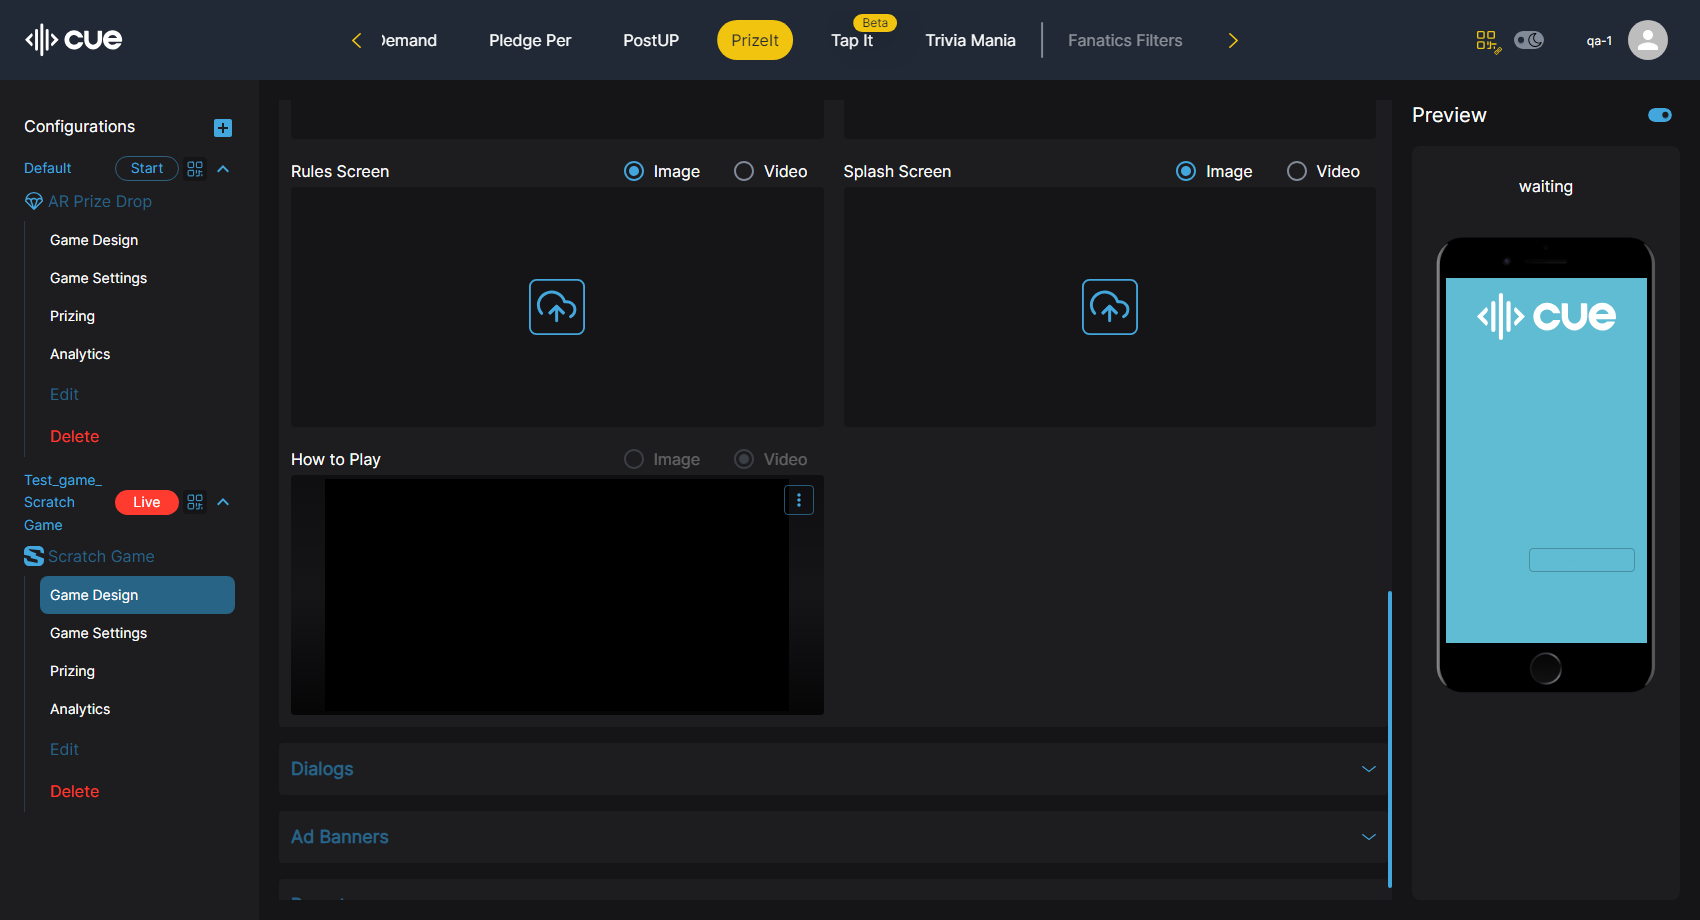 cue
Demand
Pledge Per
PostUP
PrizeIt
Beta
Tap It
Trivia Mania
Fanatics Filters
qa-1
Configurations
Default
Start
AR Prize Drop
Game Design
Game Settings
Prizing
Analytics
Edit
Delete
Test_game_
Scratch
Game
Live
Scratch Game
Game Design
Game Settings
Prizing
Analytics
Edit
Delete
Rules Screen
Image
Video
Splash Screen
Image
Video
How to Play
Image
Video
Dialogs
Ad Banners
Preview
waiting
cue